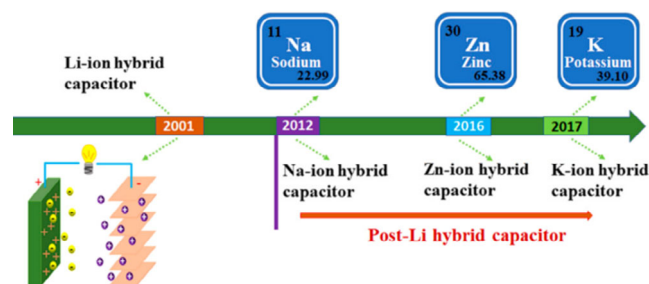 11
Na
Sodium
22.99
30
Zn
Zinc
65.38
19
K
Potassium
39.10
Li-ion hybrid
capacitor
2001
2012
2016
2017
Na-ion hybrid
capacitor
Zn-ion hybrid
capacitor
K-ion hybrid
capacitor
Post-Li hybrid capacitor
+
-